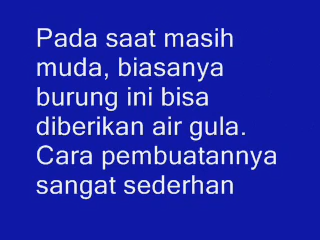 Pada saat masih
muda, biasanya
burung ini bisa
diberikan air gula.
Cara pembuatannya
sangat sederhan